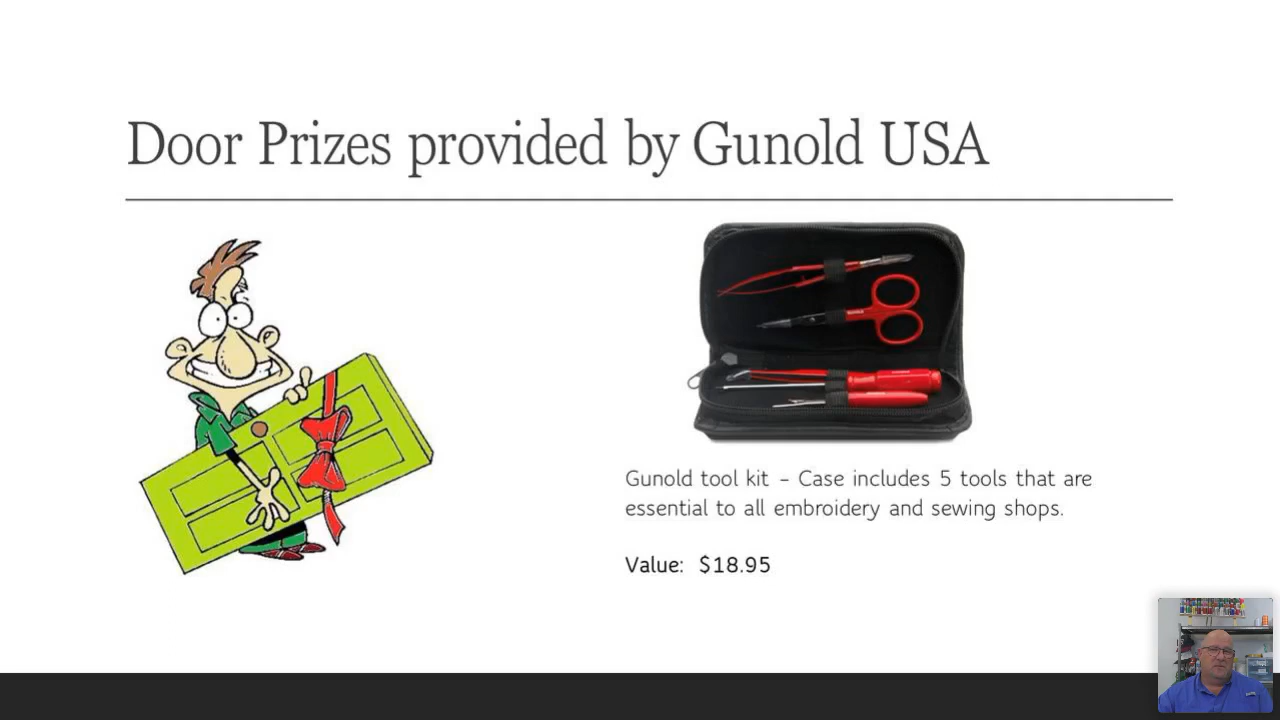 Door Prizes provided by Gunold USA
Gunold tool kit – Case includes 5 tools that are
essential to all embroidery and sewing shops.
Value: $18.95